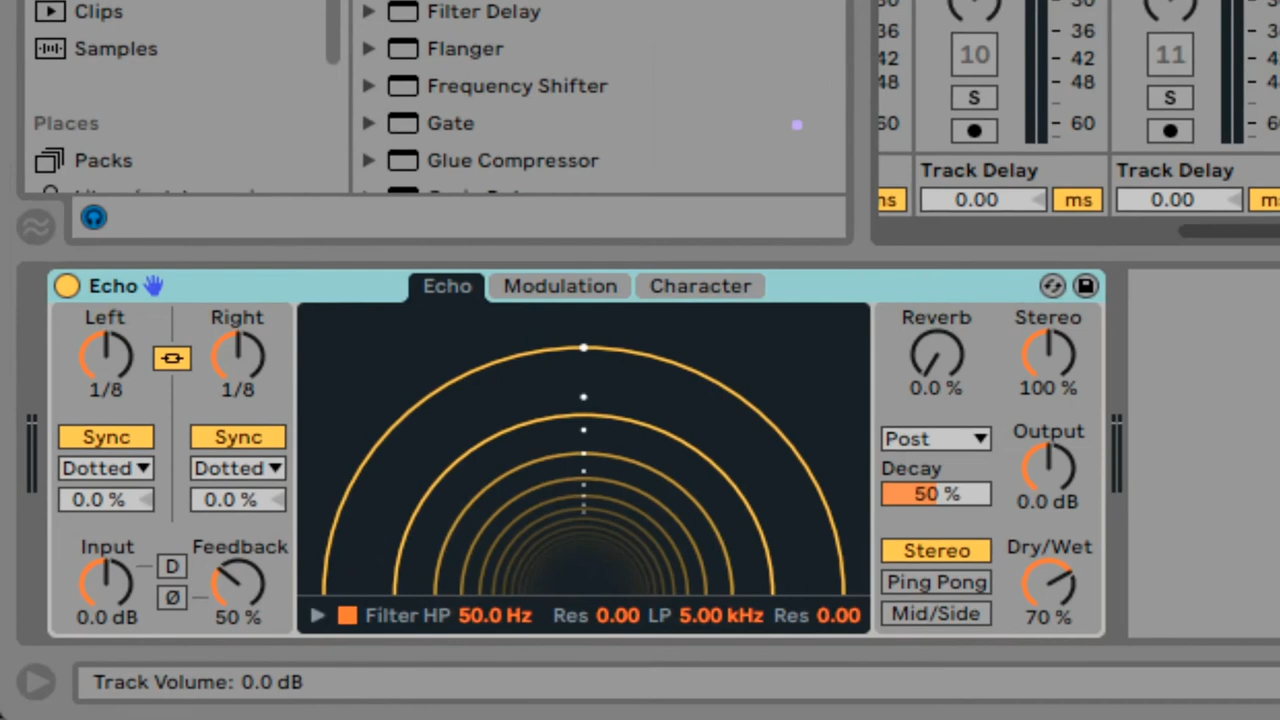 Clips
Samples
Places
Packs
Filter Delay
Flanger
Frequency Shifter
Gate
Glue Compressor
36
42
48
60
10
S
36
42
48
60
11
S
36
42
48
60
Track Delay
0.00 ms
Track Delay
0.00
Echo
Echo Modulation Character
Left Right
1/8 1/8
Sync Sync
Dotted Dotted
0.0 % 0.0 %
Input D Feedback
Ø
0.0 dB 50 %
Filter HP 50.0 Hz Res 0.00 LP 5.00 kHz Res 0.00
Reverb Stereo
0.0 % 100 %
Post Output
Decay
50 % 0.0 dB
Stereo Dry/Wet
Ping Pong
Mid/Side 70 %
Track Volume: 0.0 dB